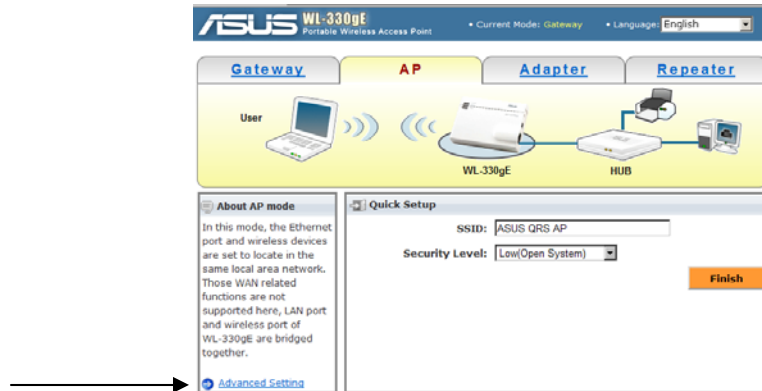 ASUS WL-330gE
Portable Wireless Access Point
• Current Mode: Gateway
• Language: English
Gateway
AP
Adapter
Repeater
User
WL-330gE
HUB
About AP mode
In this mode, the Ethernet
port and wireless devices
are set to locate in the
same local area network.
Those WAN related
functions are not
supported here, LAN port
and wireless port of
WL-330gE are bridged
together.
Advanced Setting
Quick Setup
SSID: ASUS QRS AP
Security Level: Low(Open System)
Finish